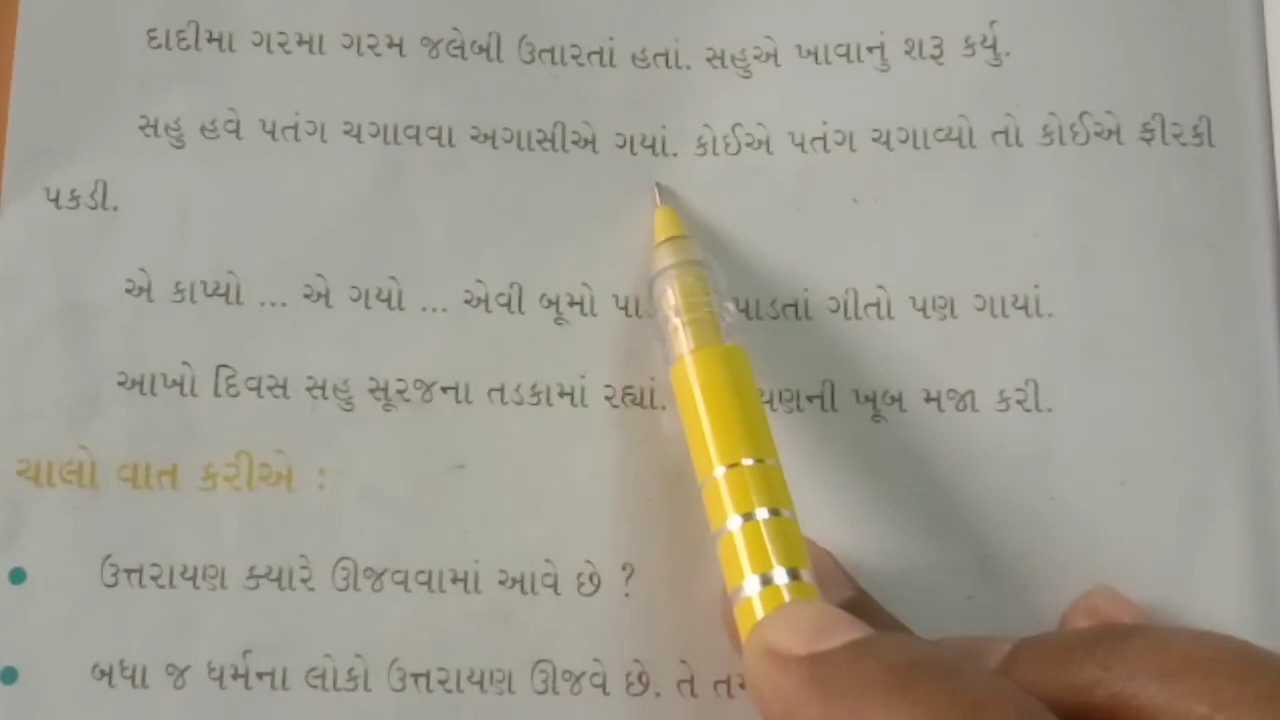 દાદીમા ગરમા ગરમ જલેબી ઉતારતાં હતાં. સહુએ ખાવાનું શરૂ કર્યુ.
સહુ હવે પતંગ ચગાવવા અગાસીએ ગયાં. કોઈએ પતંગ ચગાવ્યો તો કોઈએ ફીરકી
પકડી.
એ કાપ્યો ... એ ગયો ... એવી બૂમો પાડતાં ગીતો પણ ગાયાં.
આખો દિવસ સહુ સૂરજના તડકામાં રહ્યાં. ખૂબ મજા કરી.
ચાલો વાત કરીએ :
ઉત્તરાયણ ક્યારે ઊજવવામાં આવે છે ?
બધા જ ધર્મના લોકો ઉત્તરાયણ ઊજવે છે. તે